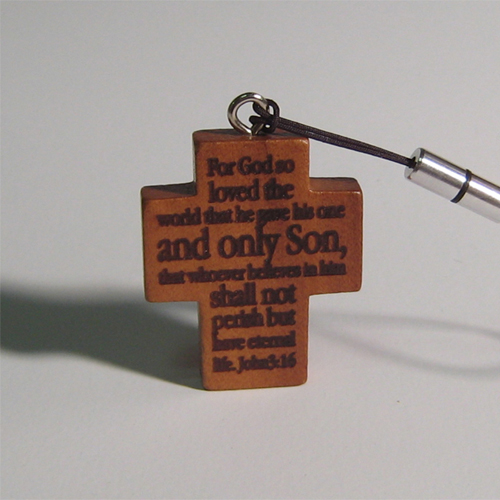 For God so
loved the
world that he gave his one
and only Son,
that whoever believes in him
shall not
perish but
have eternal
life. John3:16